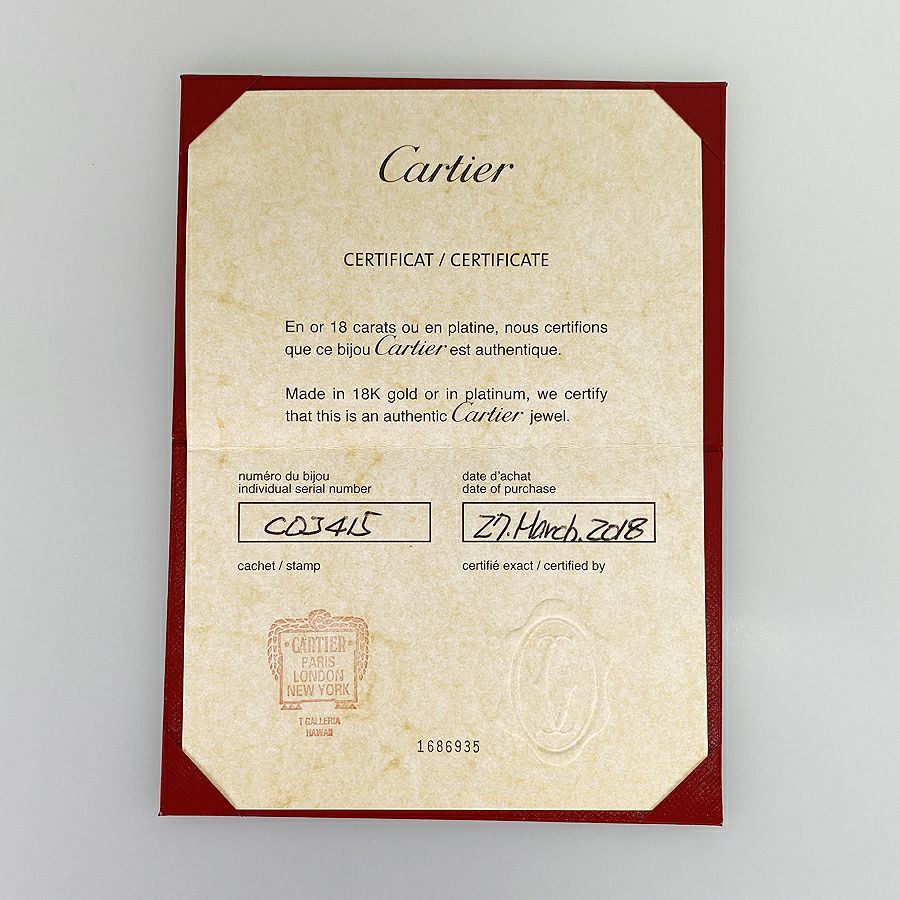 Cartier
CERTIFICAT / CERTIFICATE
En or 18 carats ou en platine, nous certifions
que ce bijou Cartier est authentique.
Made in 18K gold or in platinum, we certify
that this is an authentic Cartier jewel.
numéro du bijou
individual serial number
CQ3415
date d'achat
date of purchase
27.March.2018
cachet / stamp
certifié exact / certified by
CARTIER
PARIS
LONDON
NEW YORK
T GALLERIA
HAWAII
1686935